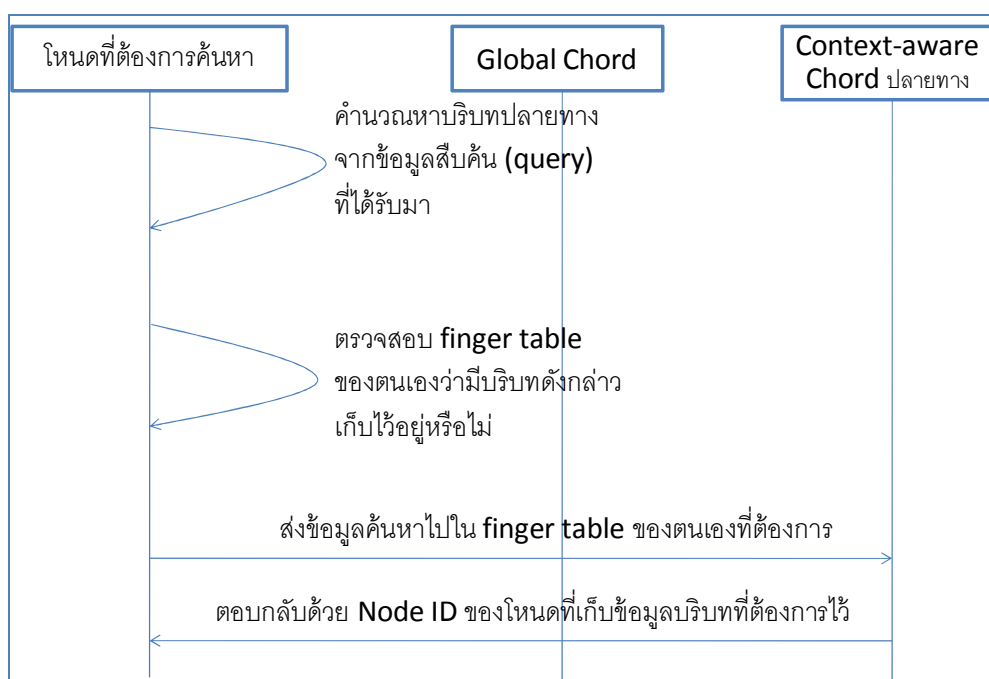 โหนดที่ต้องการค้นหา
Global Chord
Context-aware
Chord ปลายทาง
คำนวณหาบริบทปลายทาง
จากข้อมูลสืบค้น (query)
ที่ได้รับมา
ตรวจสอบ finger table
ของตนเองว่ามีบริบทดังกล่าว
เก็บไว้อยู่หรือไม่
ส่งข้อมูลค้นหาไปใน finger table ของตนเองที่ต้องการ
ตอบกลับด้วย Node ID ของโหนดที่เก็บข้อมูลบริบทที่ต้องการไว้